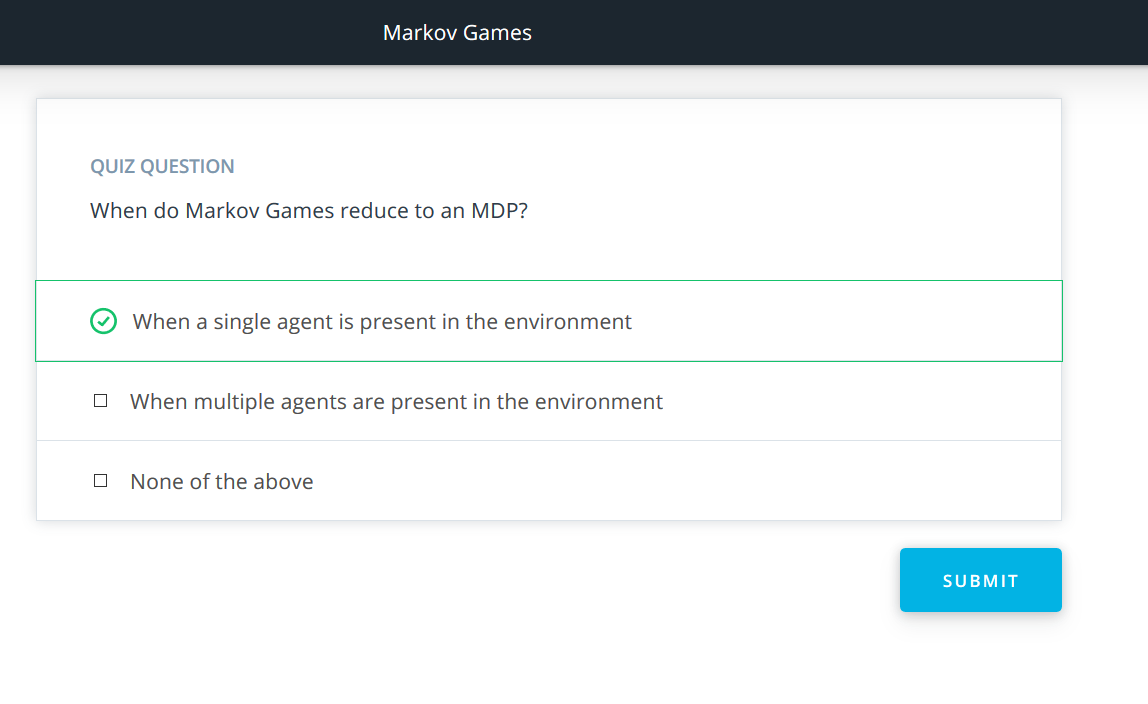 Markov Games
QUIZ QUESTION
When do Markov Games reduce to an MDP?
When a single agent is present in the environment
When multiple agents are present in the environment
None of the above
SUBMIT